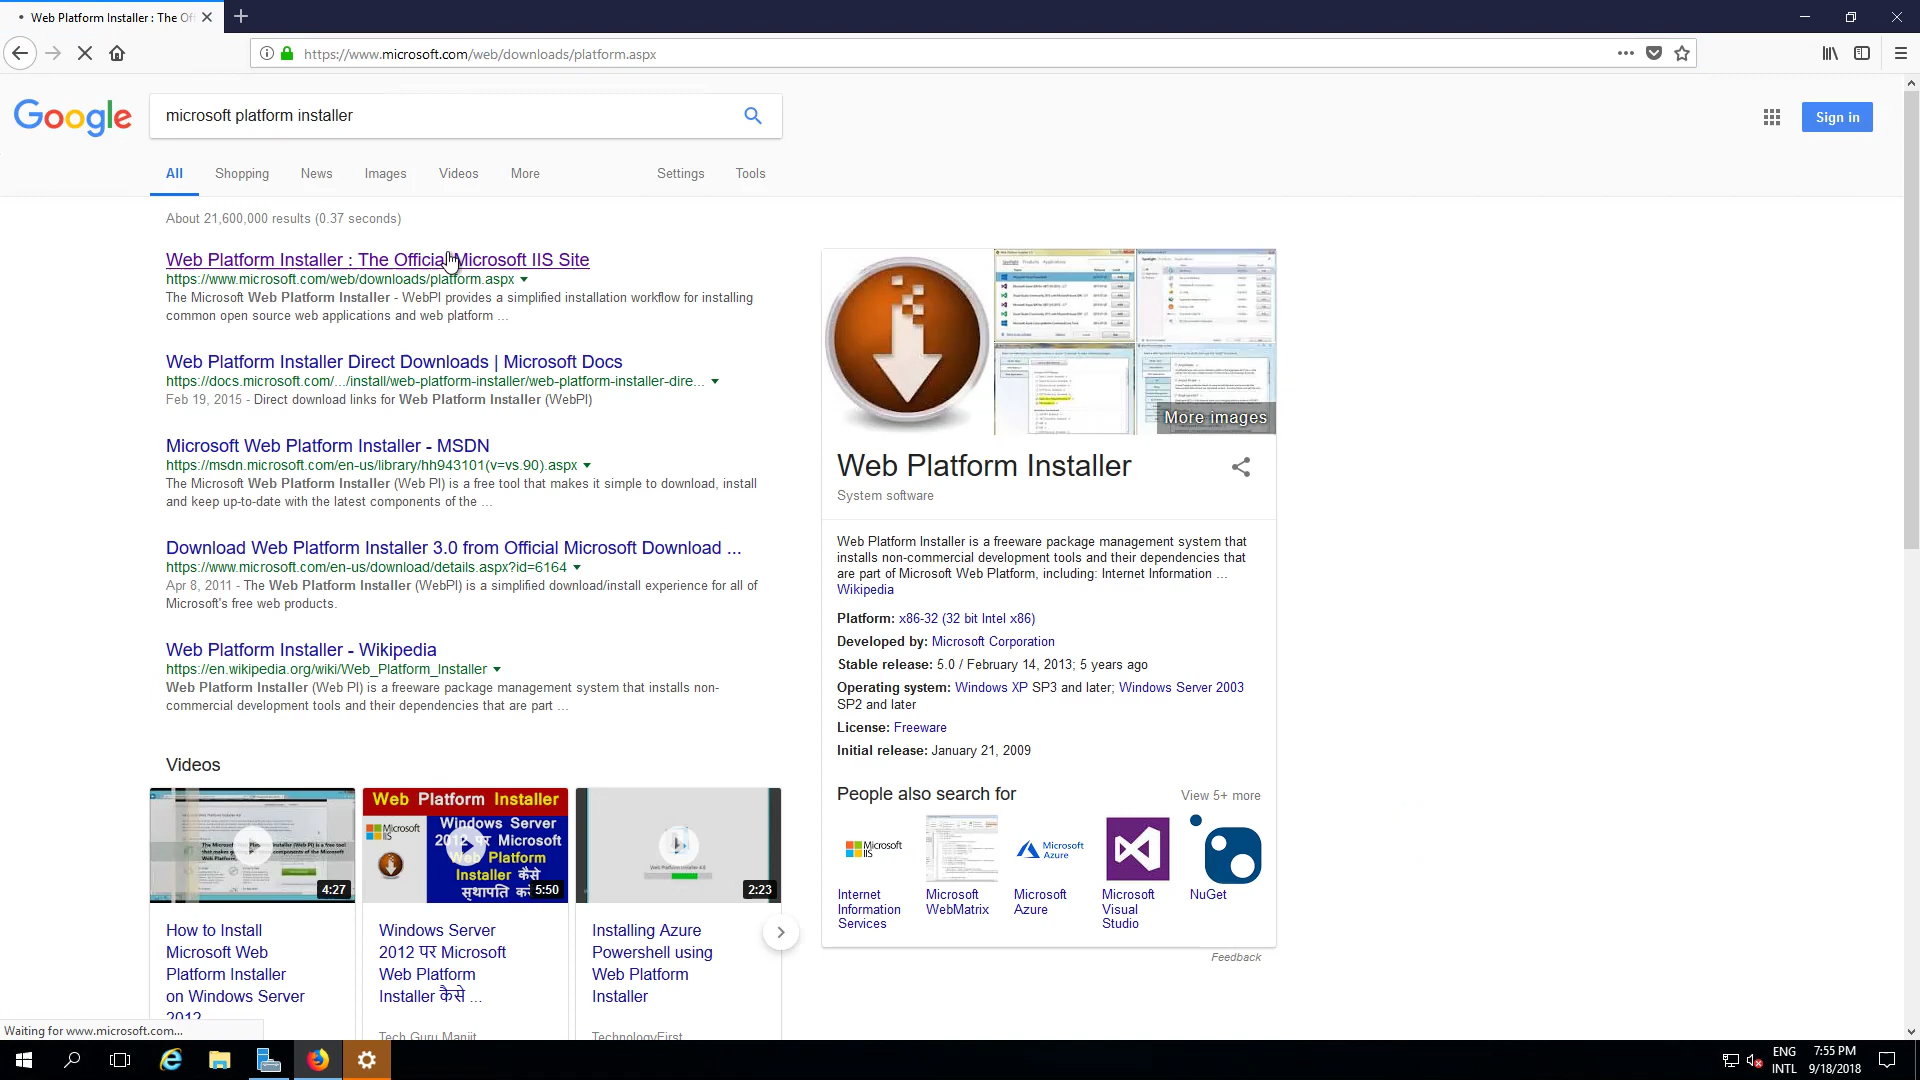 Web Platform Installer : The Of
https://www.microsoft.com/web/downloads/platform.aspx
Google
microsoft platform installer
Sign in
All Shopping News Images Videos More Settings Tools
About 21,600,000 results (0.37 seconds)
Web Platform Installer : The Official Microsoft IIS Site
https://www.microsoft.com/web/downloads/platform.aspx
The Microsoft Web Platform Installer - WebPI provides a simplified installation workflow for installing
common open source web applications and web platform ...
Web Platform Installer Direct Downloads | Microsoft Docs
https://docs.microsoft.com/.../install/web-platform-installer/web-platform-installer-dire...
Feb 19, 2015 - Direct download links for Web Platform Installer (WebPI)
Microsoft Web Platform Installer - MSDN
https://msdn.microsoft.com/en-us/library/hh943101(v=vs.90).aspx
The Microsoft Web Platform Installer (Web PI) is a free tool that makes it simple to download, install
and keep up-to-date with the latest components of the ...
Download Web Platform Installer 3.0 from Official Microsoft Download ...
https://www.microsoft.com/en-us/download/details.aspx?id=6164
Apr 8, 2011 - The Web Platform Installer (WebPI) is a simplified download/install experience for all of
Microsoft's free web products.
Web Platform Installer - Wikipedia
https://en.wikipedia.org/wiki/Web_Platform_Installer
Web Platform Installer (Web PI) is a freeware package management system that installs non-
commercial development tools and their dependencies that are part ...
Videos
4:27
Web Platform Installer
Microsoft
IIS
Windows Server
2012 पर Microsoft
Web Platform
Installer कैसे
स्थापति करें
5:50
2:23
How to Install
Microsoft Web
Platform Installer
on Windows Server
2012
Windows Server
2012 पर Microsoft
Web Platform
Installer कैसे ...
Tech Guru Manjit
Installing Azure
Powershell using
Web Platform
Installer
TechnologyFirst
More images
Web Platform Installer
System software
Web Platform Installer is a freeware package management system that
installs non-commercial development tools and their dependencies that
are part of Microsoft Web Platform, including: Internet Information ...
Wikipedia
Platform: x86-32 (32 bit Intel x86)
Developed by: Microsoft Corporation
Stable release: 5.0 / February 14, 2013; 5 years ago
Operating system: Windows XP SP3 and later; Windows Server 2003
SP2 and later
License: Freeware
Initial release: January 21, 2009
People also search for
View 5+ more
Microsoft
IIS
Microsoft
Azure
Internet
Information
Services
Microsoft
WebMatrix
Microsoft
Azure
Microsoft
Visual
Studio
NuGet
Feedback
Waiting for www.microsoft.com...
ENG
INTL
7:55 PM
9/18/2018